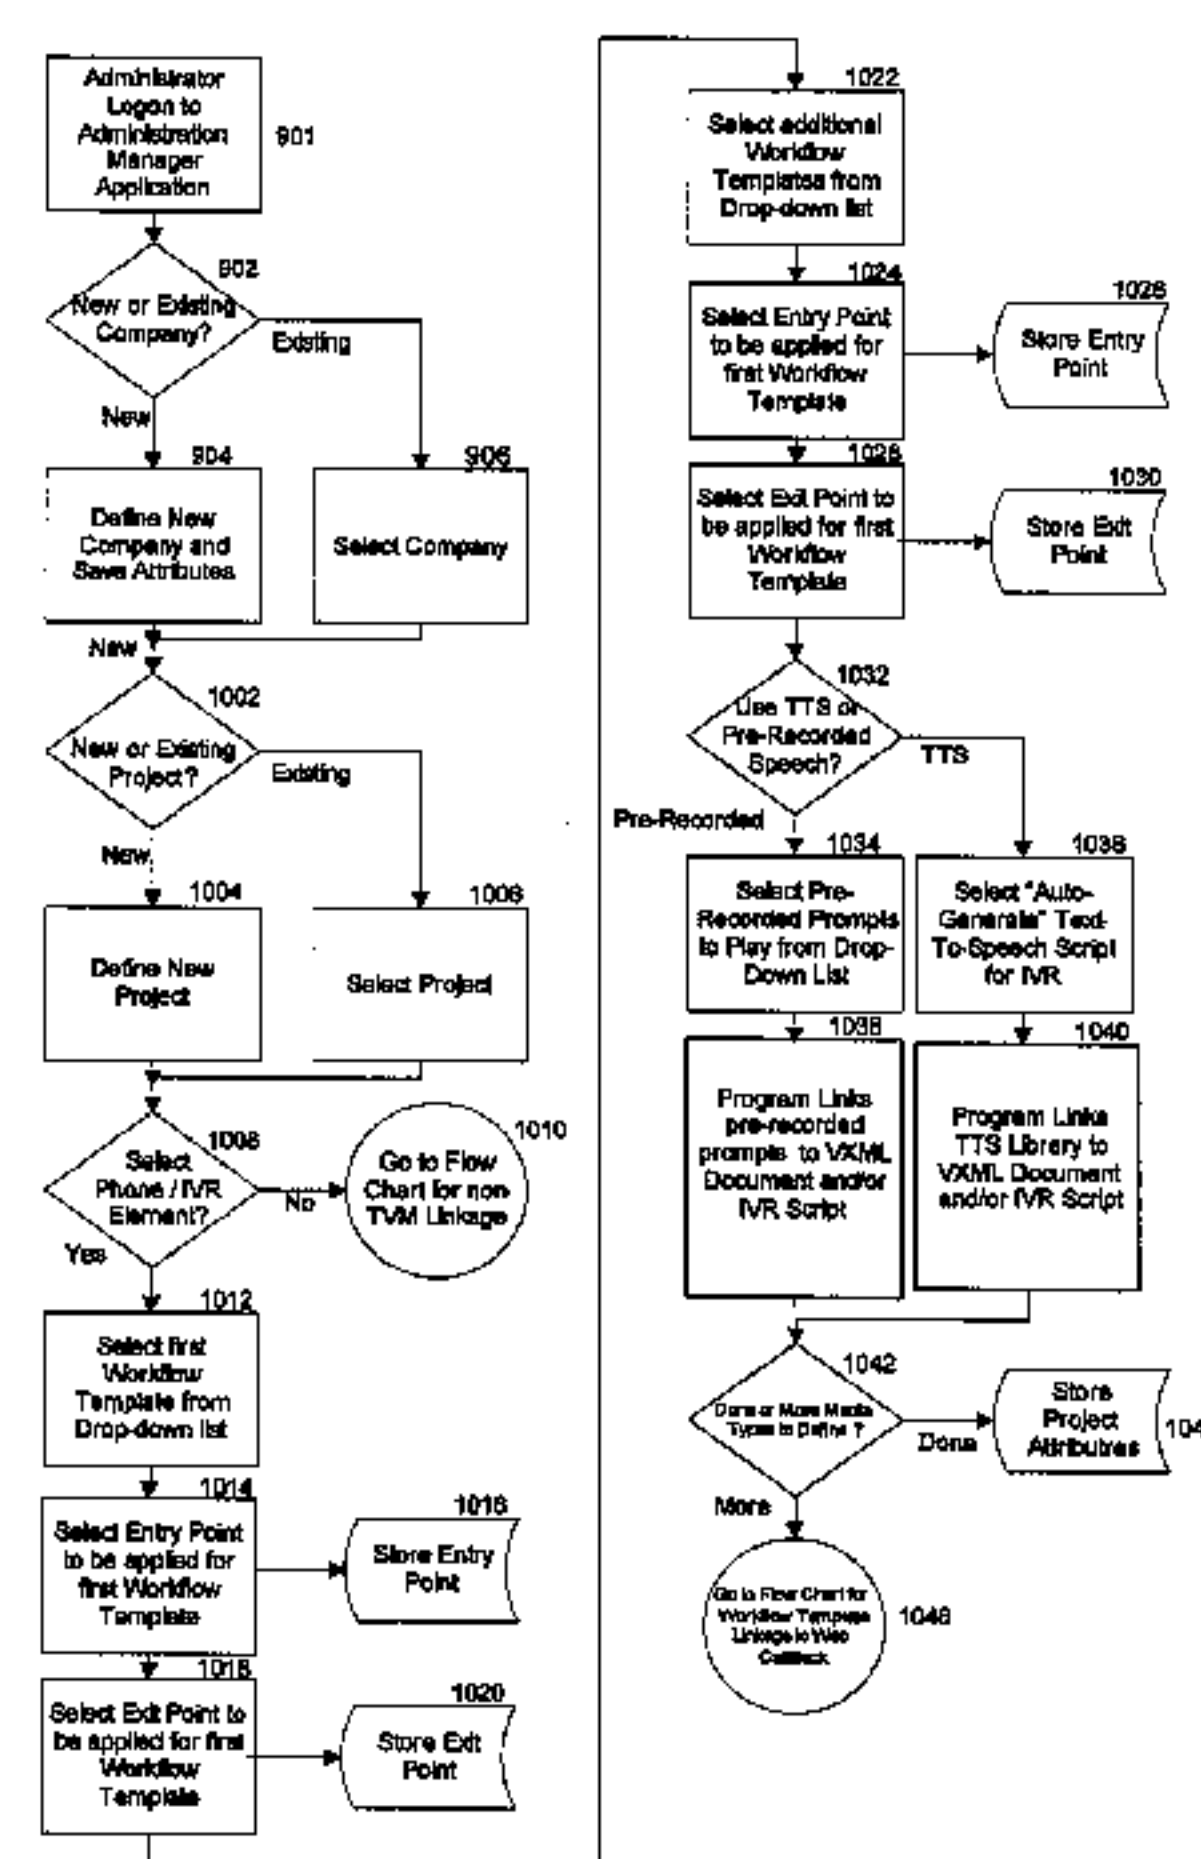 Administrator
Logon to
Administration
Manager
Application
901
902
New or Existing
Company?
Existing
New
904
906
Define New
Company and
Save Attributes
Select Company
New
1002
New or Existing
Project?
Existing
New
1004
1006
Define New
Project
Select Project
1008
Select
Phone / IVR
Element?
No
Yes
1010
Go to Flow
Chart for non-
TVM Linkage
1012
Select first
Workflow
Template from
Drop-down list
1014
Select Entry Point
to be applied for
first Workflow
Template
1016
Store Entry
Point
1018
Select Exit Point to
be applied for first
Workflow
Template
1020
Store Exit
Point
1022
Select additional
Workflow
Templates from
Drop-down list
1024
Select Entry Point
to be applied for
first Workflow
Template
1026
Store Entry
Point
1028
Select Exit Point to
be applied for first
Workflow
Template
1030
Store Exit
Point
1032
Use TTS or
Pre-Recorded
Speech?
TTS
Pre-Recorded
1034
Select Pre-
Recorded Prompts
to Play from Drop-
Down List
1038
Select "Auto-
Generate" Text-
To-Speech Script
for IVR
1036
Program Links
pre-recorded
prompts to VXML
Document and/or
IVR Script
1040
Program Links
TTS Library to
VXML Document
and/or IVR Script
1042
Done or More Media
Types to Define ?
Done
More
Store
Project
Attributes
104
Go to Flow Chart for
Workflow Template
Linkage to Web
Callback
1046